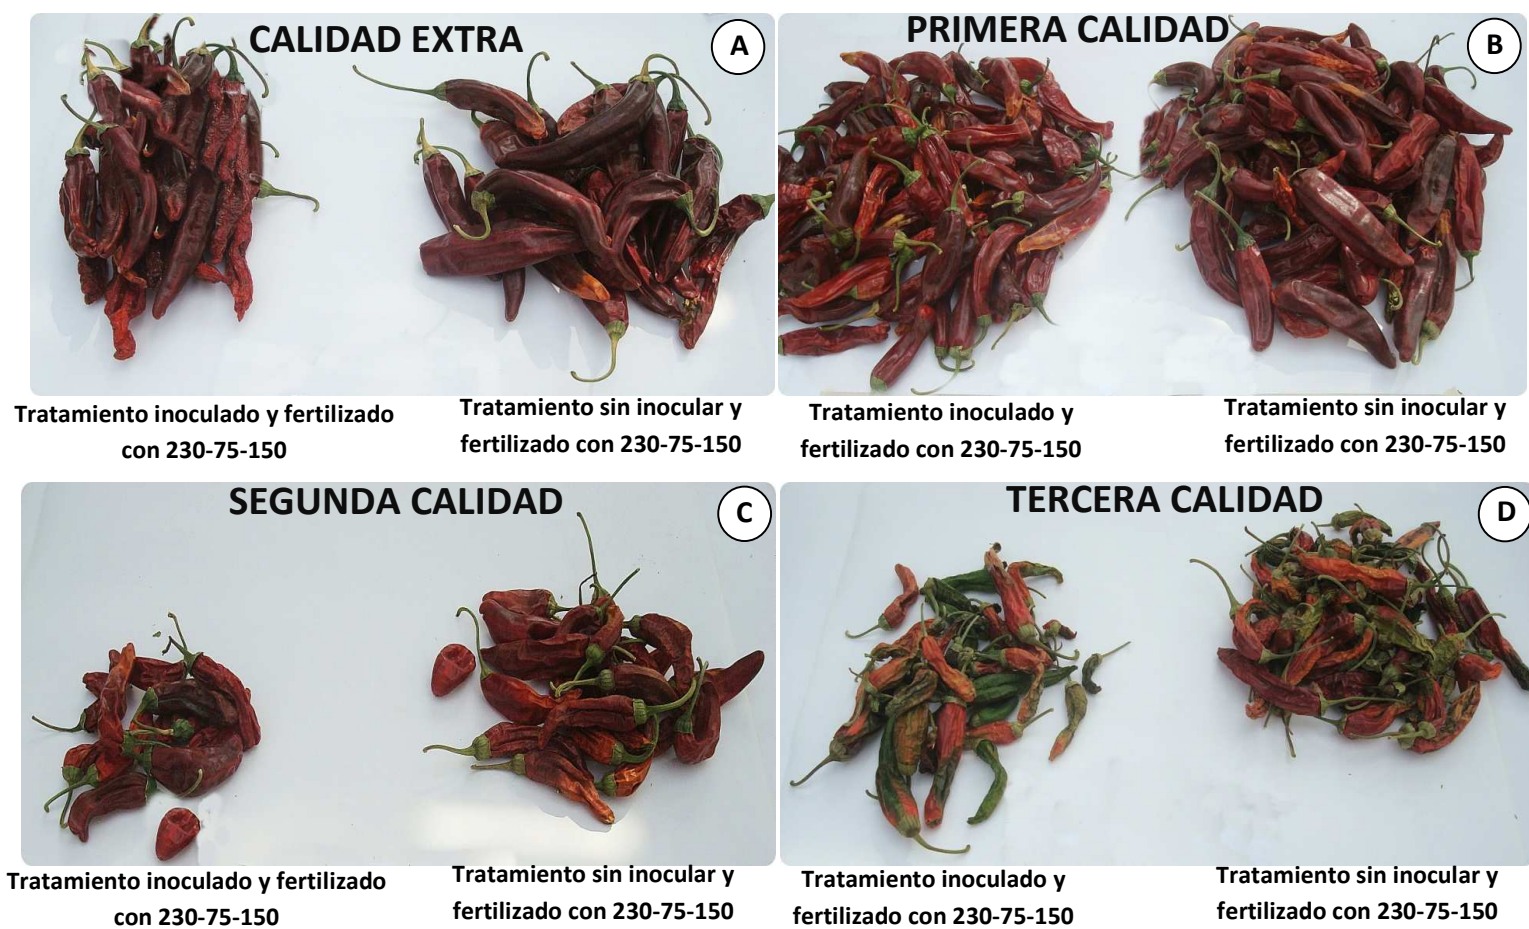 CALIDAD EXTRA
A
PRIMERA CALIDAD
B
Tratamiento inoculado y fertilizado
con 230-75-150
Tratamiento sin inocular y
fertilizado con 230-75-150
Tratamiento inoculado y
fertilizado con 230-75-150
Tratamiento sin inocular y
fertilizado con 230-75-150
SEGUNDA CALIDAD
C
TERCERA CALIDAD
D
Tratamiento inoculado y fertilizado
con 230-75-150
Tratamiento sin inocular y
fertilizado con 230-75-150
Tratamiento inoculado y
fertilizado con 230-75-150
Tratamiento sin inocular y
fertilizado con 230-75-150